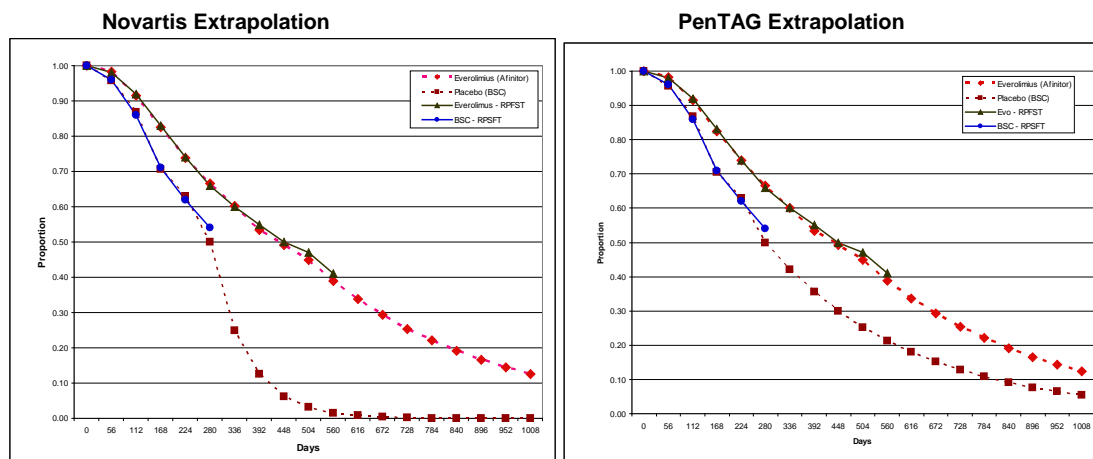 Novartis Extrapolation
PenTAG Extrapolation
1.00
0.90
0.80
0.70
0.60
0.50
0.40
0.30
0.20
0.10
0.00
Proportion
0 56 112 168 224 280 336 392 448 504 560 616 672 728 784 840 896 952 1008
Days
Everolimius (Afinitor)
Placebo (BSC)
Everolimus - RPFST
BSC - RPSFT
1.00
0.90
0.80
0.70
0.60
0.50
0.40
0.30
0.20
0.10
0.00
Proportion
0 56 112 168 224 280 336 392 448 504 560 616 672 728 784 840 896 952 1008
Days
Everolimius (Afinitor)
Placebo (BSC)
Evo - RPFST
BSC - RPSFT